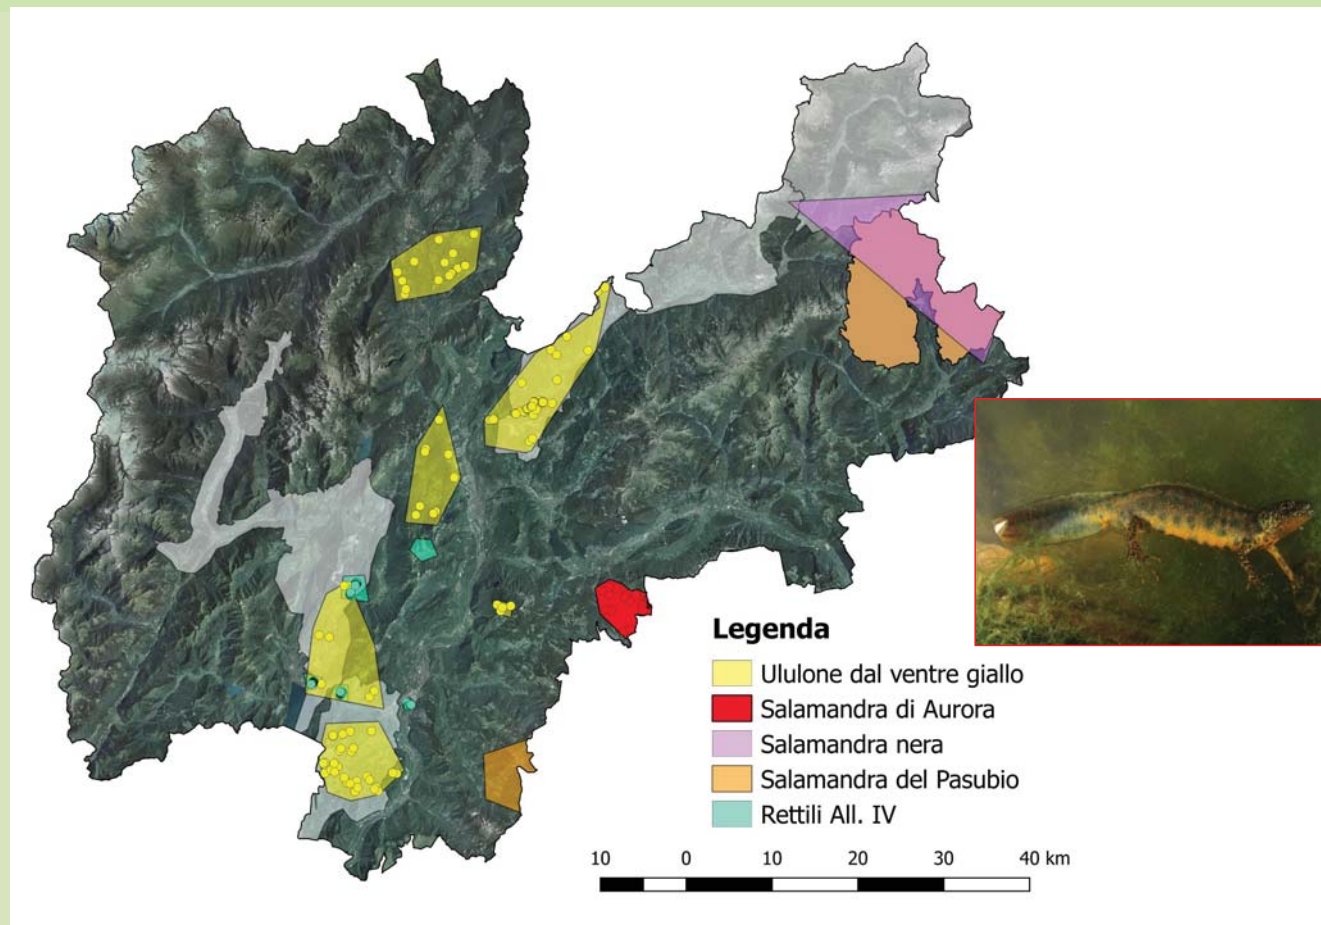 Legenda
Ululone dal ventre giallo
Salamandra di Aurora
Salamandra nera
Salamandra del Pasubio
Rettili All. IV
10 0 10 20 30 40 km